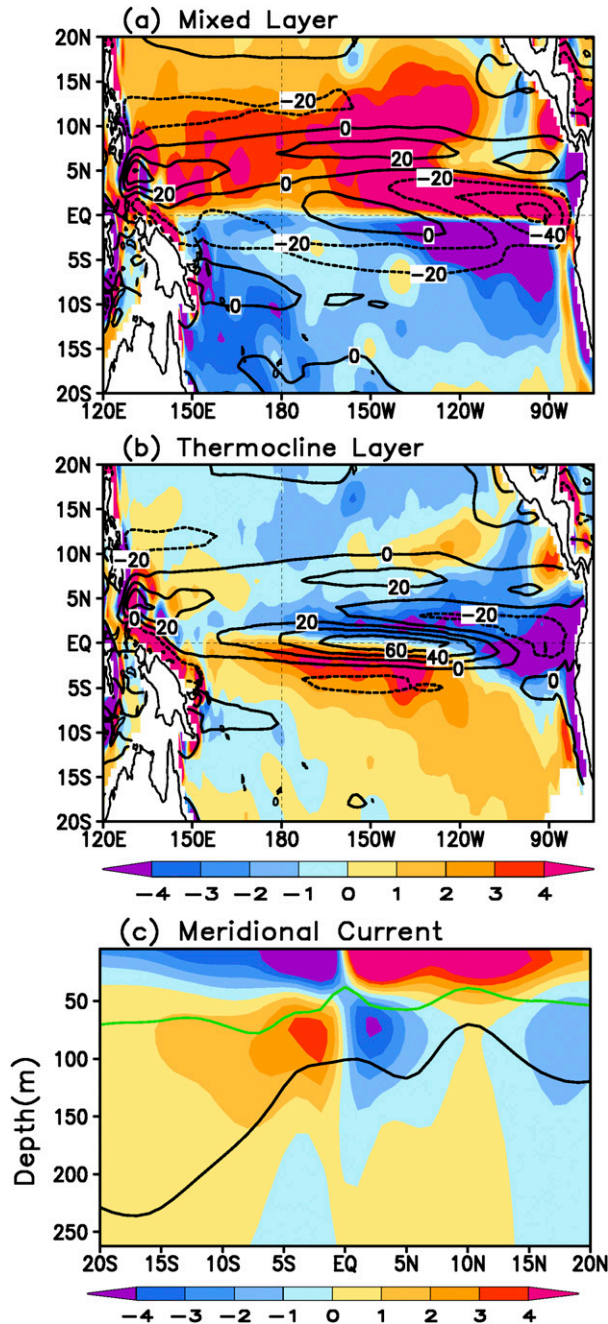 (a) Mixed Layer
20N
15N
10N
5N
EQ
5S
10S
15S
20S
-20
0
20
-20
20
0
0
-40
-20
-20
0
0
120E 150E 180 150W 120W 90W
(b) Thermocline Layer
20N
15N
10N
5N
EQ
5S
10S
15S
20S
-20
0
20
0
20
20
-20
60
40
0
0
120E 150E 180 150W 120W 90W
-4 -3 -2 -1 0 1 2 3 4
(c) Meridional Current
Depth(m)
50
100
150
200
250
20S 15S 10S 5S EQ 5N 10N 15N 20N
-4 -3 -2 -1 0 1 2 3 4